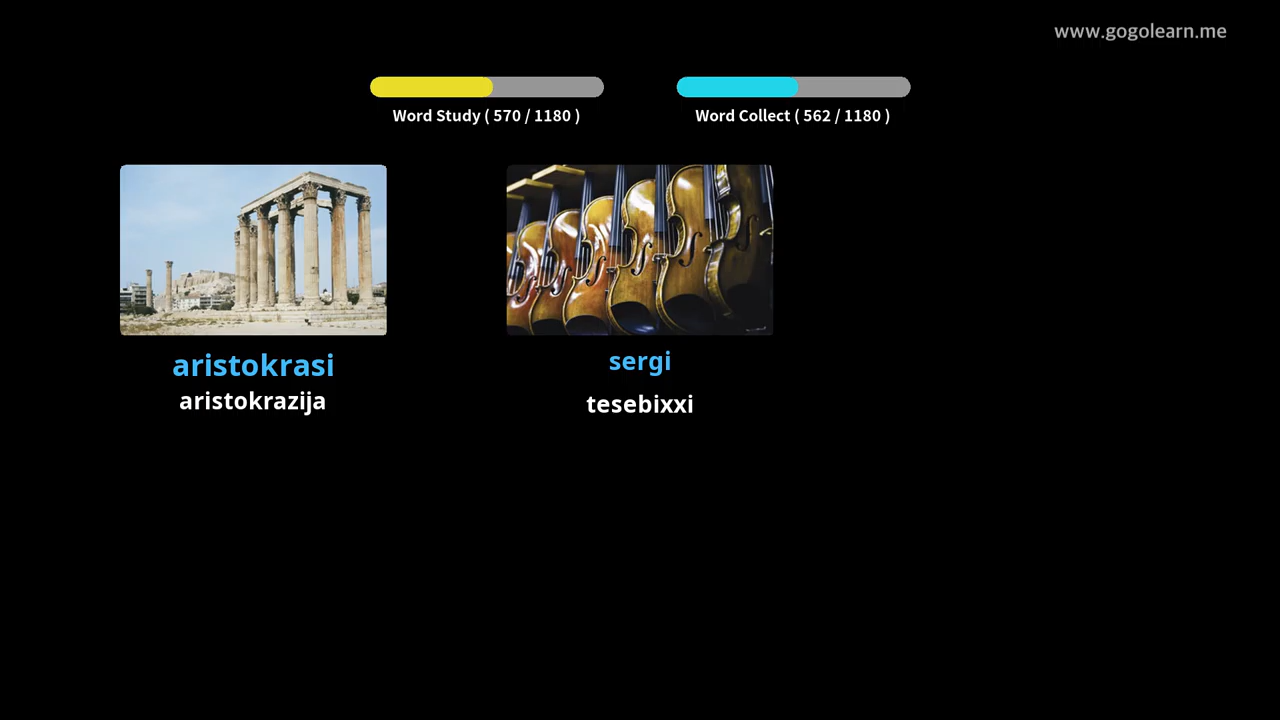 www.gogolearn.me
Word Study ( 570 / 1180 )
Word Collect ( 562 / 1180 )
aristokrasi
aristokrazija
sergi
tesebixxi